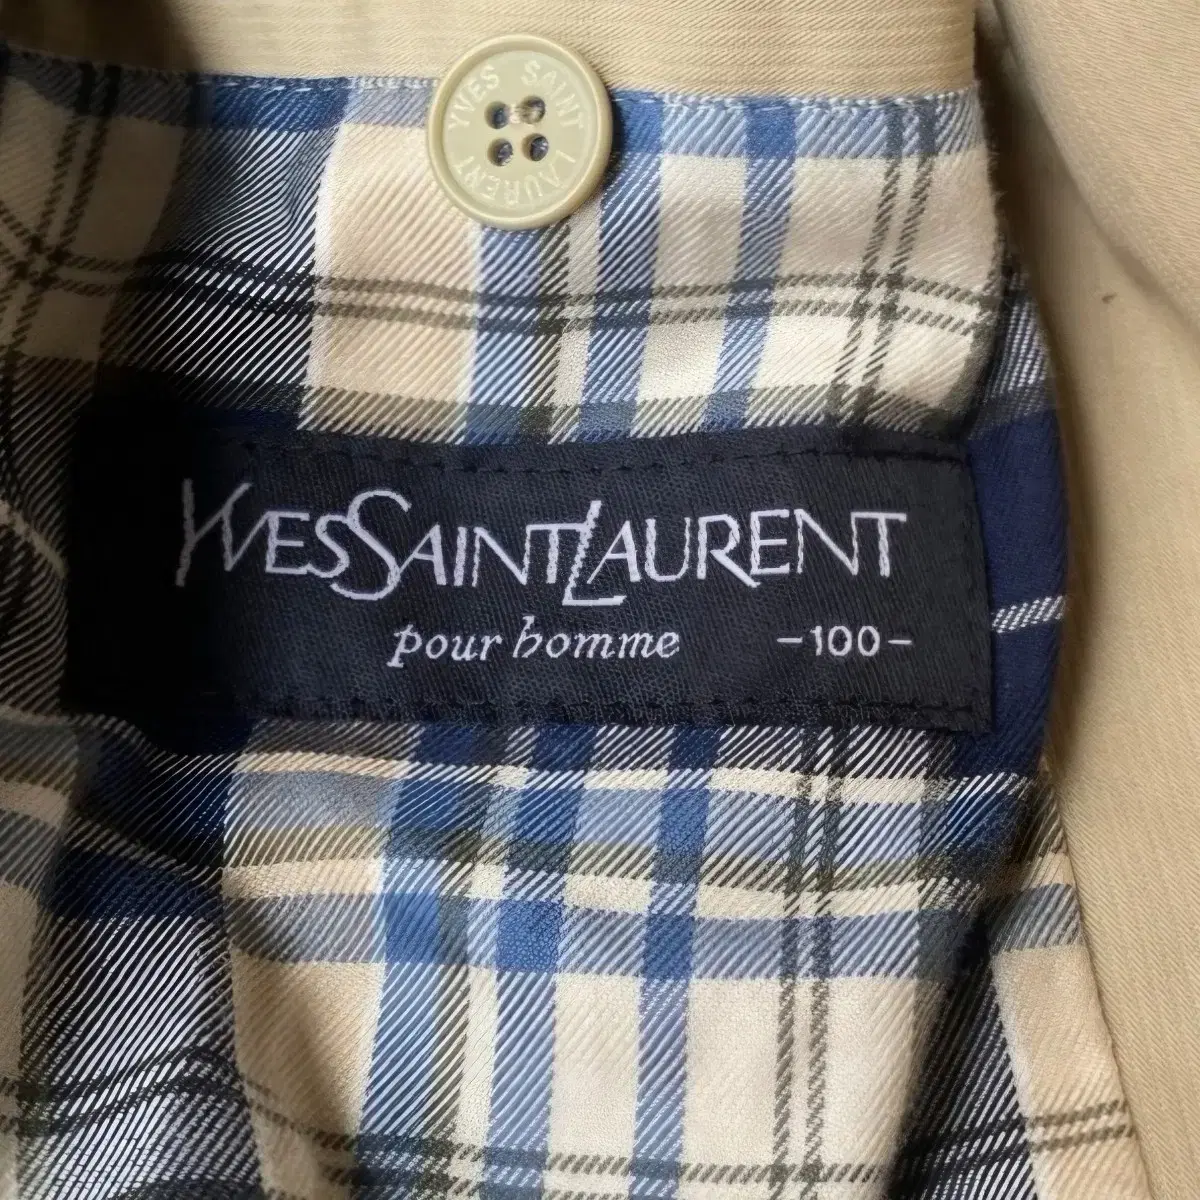 YVES SAINT
LAURENT
YVESSAINTLAURENT
pour homme -100-